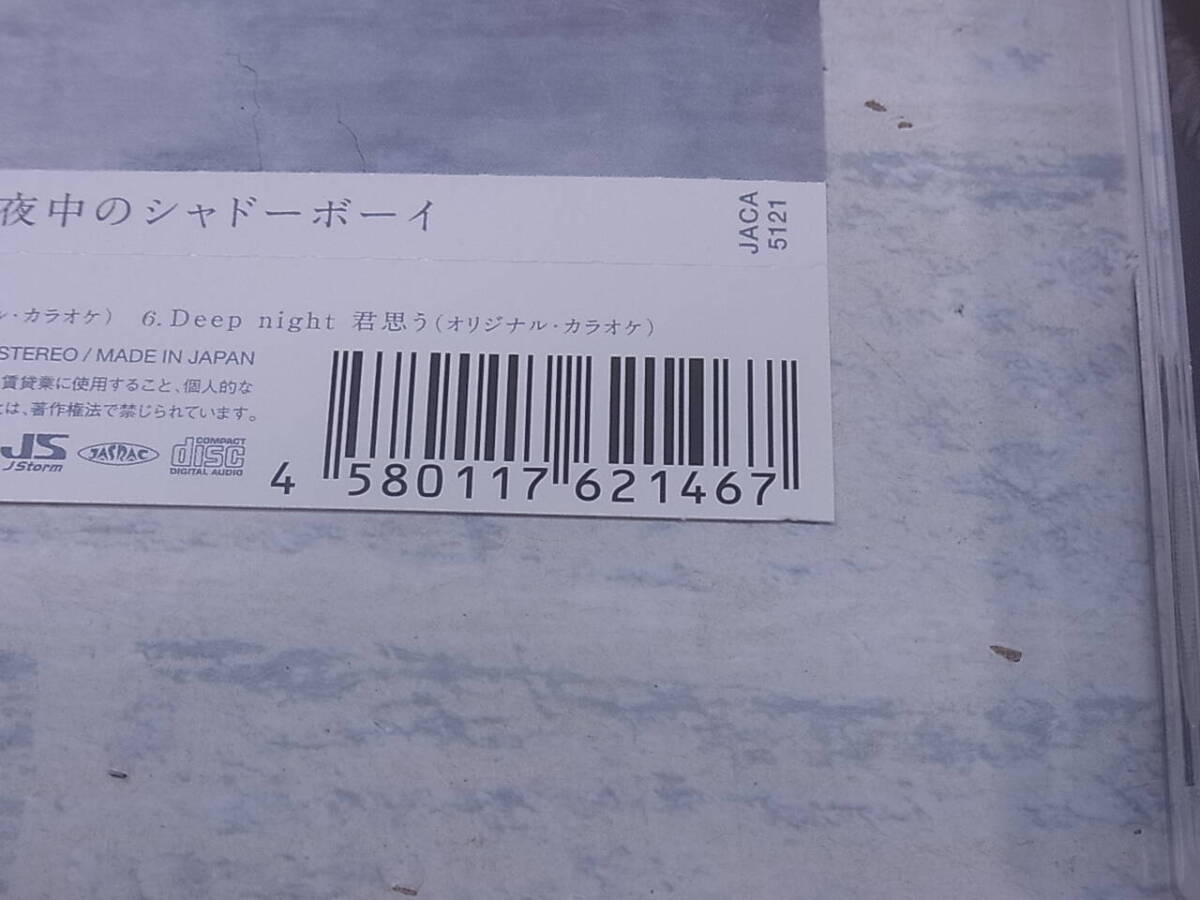 夜中のシャドーボーイ
JACA
5121
ル・カラオケ) 6. Deep night 君思う(オリジナル・カラオケ)
STEREO / MADE IN JAPAN
賃貸業に使用すること、個人的な
は、著作権法で禁じられています。
JS
J Storm
JASRAC
COMPACT
disc
DIGITAL AUDIO
4 580117 621467